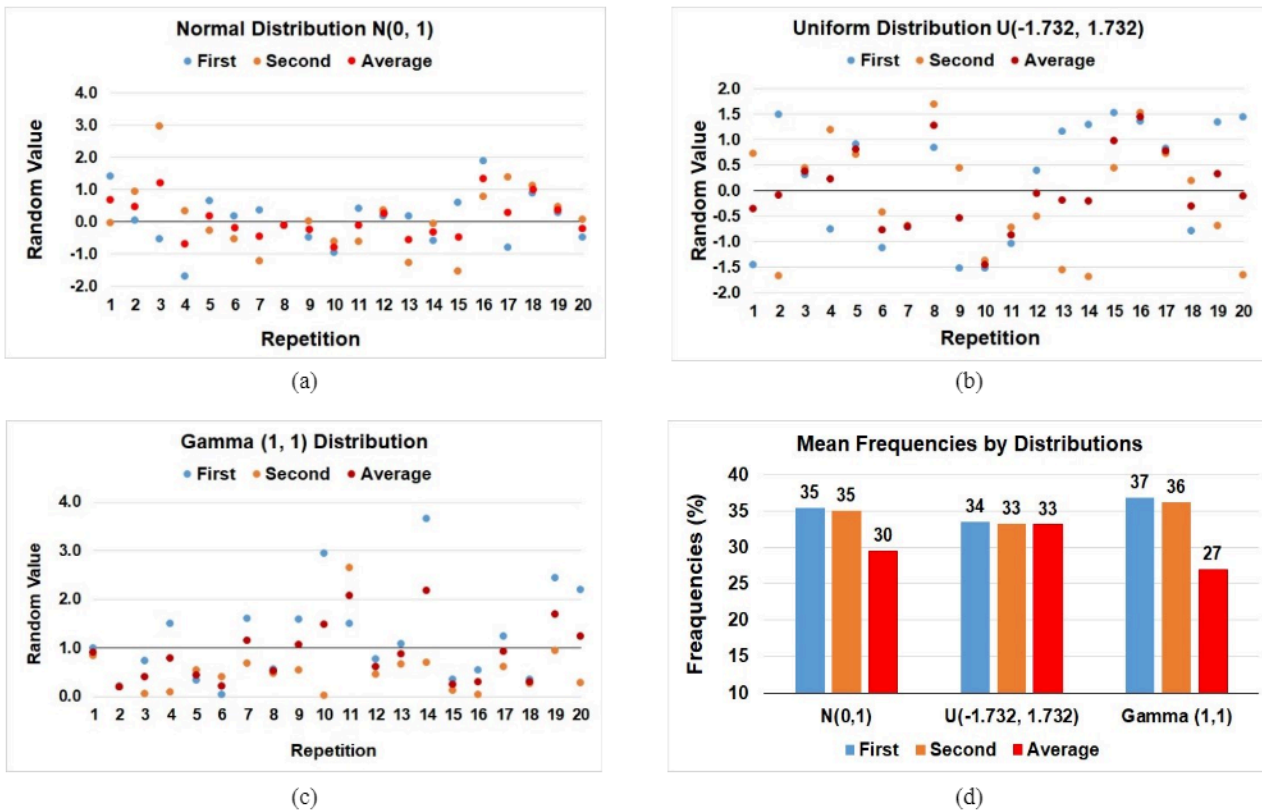 Normal Distribution N(0, 1)
First Second Average
Random Value
4.0
3.0
2.0
1.0
0.0
-1.0
-2.0
1 2 3 4 5 6 7 8 9 10 11 12 13 14 15 16 17 18 19 20
Repetition
(a)
Uniform Distribution U(-1.732, 1.732)
First Second Average
Random Value
2.0
1.5
1.0
0.5
0.0
-0.5
-1.0
-1.5
-2.0
1 2 3 4 5 6 7 8 9 10 11 12 13 14 15 16 17 18 19 20
Repetition
(b)
Gamma (1, 1) Distribution
First Second Average
Random Value
4.0
3.0
2.0
1.0
0.0
1 2 3 4 5 6 7 8 9 10 11 12 13 14 15 16 17 18 19 20
Repetition
(c)
Mean Frequencies by Distributions
Freaquencies (%)
40
35
30
25
20
15
10
35 35 30 34 33 33 37 36 27
N(0,1) U(-1.732, 1.732) Gamma (1,1)
First Second Average
(d)